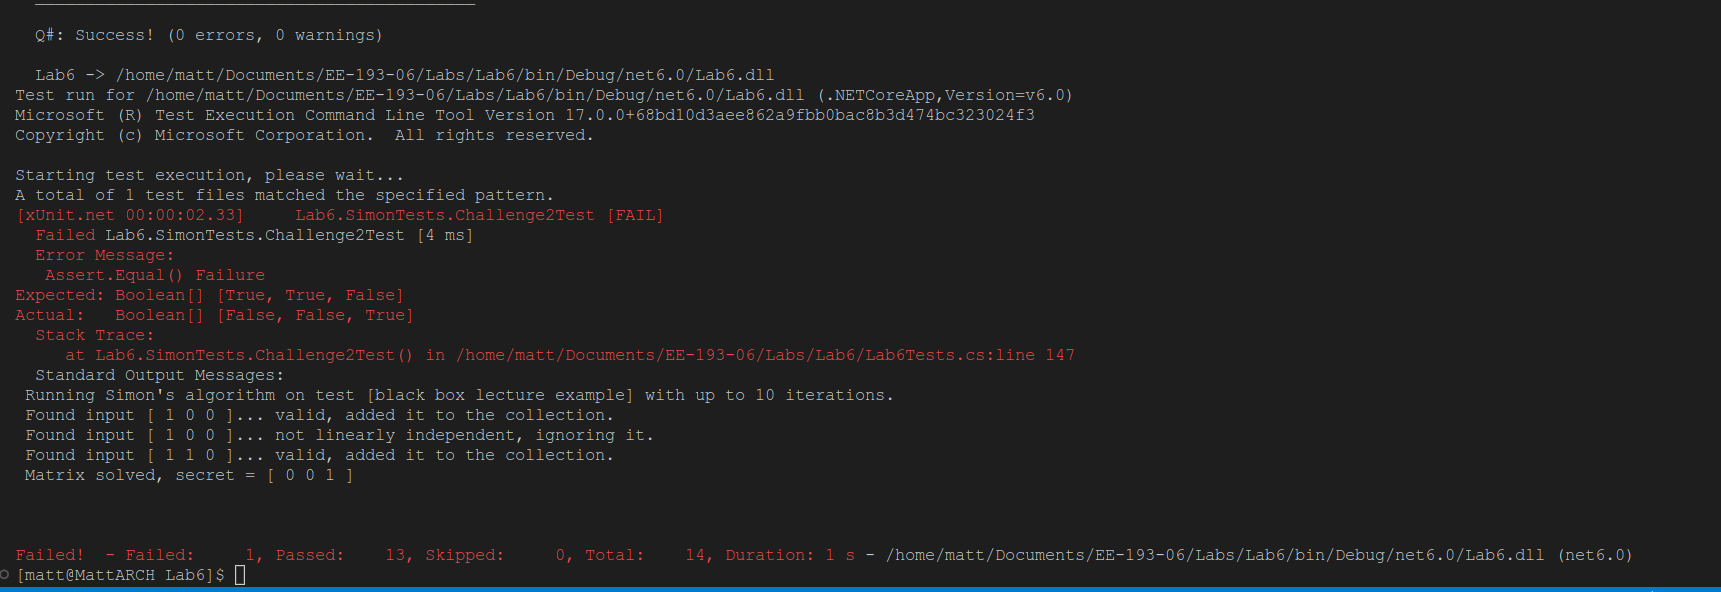 Q#: Success! (0 errors, 0 warnings)
Lab6 -> /home/matt/Documents/EE-193-06/Labs/Lab6/bin/Debug/net6.0/Lab6.dll
Test run for /home/matt/Documents/EE-193-06/Labs/Lab6/bin/Debug/net6.0/Lab6.dll (.NETCoreApp,Version=v6.0)
Microsoft (R) Test Execution Command Line Tool Version 17.0.0+68bd10d3aee862a9fbb0bac8b3d474bc323024f3
Copyright (c) Microsoft Corporation.  All rights reserved.
Starting test execution, please wait...
A total of 1 test files matched the specified pattern.
[xUnit.net 00:00:02.33]     Lab6.SimonTests.Challenge2Test [FAIL]
Failed Lab6.SimonTests.Challenge2Test [4 ms]
Error Message:
Assert.Equal() Failure
Expected: Boolean[] [True, True, False]
Actual:   Boolean[] [False, False, True]
Stack Trace:
at Lab6.SimonTests.Challenge2Test() in /home/matt/Documents/EE-193-06/Labs/Lab6/Lab6Tests.cs:line 147
Standard Output Messages:
Running Simon's algorithm on test [black box lecture example] with up to 10 iterations.
Found input [ 1 0 0 ]... valid, added it to the collection.
Found input [ 1 0 0 ]... not linearly independent, ignoring it.
Found input [ 1 1 0 ]... valid, added it to the collection.
Matrix solved, secret = [ 0 0 1 ]
Failed!  - Failed:     1, Passed:    13, Skipped:     0, Total:    14, Duration: 1 s - /home/matt/Documents/EE-193-06/Labs/Lab6/bin/Debug/net6.0/Lab6.dll (net6.0)
[matt@MattARCH Lab6]$